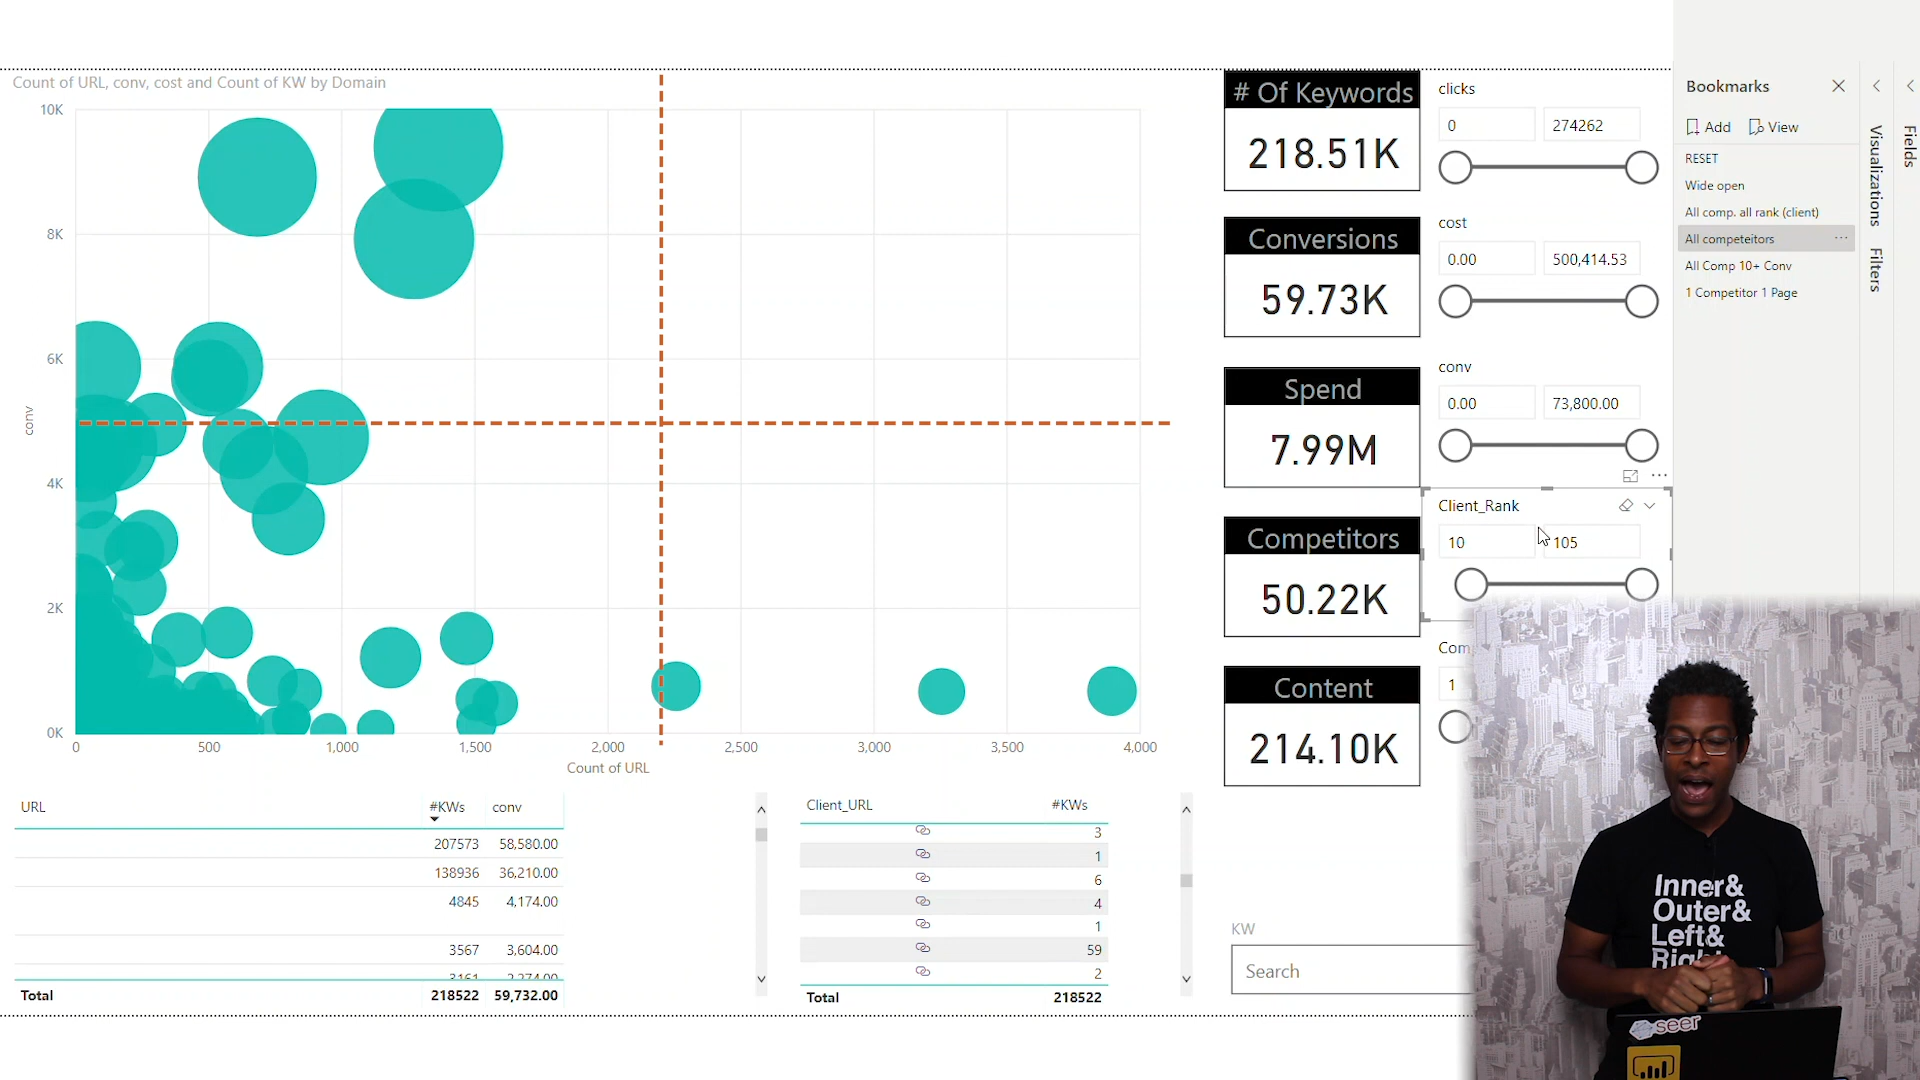 Count of URL, conv, cost and Count of KW by Domain
10K
8K
6K
4K
2K
0K
conv
0
500
1,000
1,500
2,000
2,500
3,000
3,500
4,000
Count of URL
# Of Keywords
218.51K
Conversions
59.73K
Spend
7.99M
Competitors
50.22K
Content
214.10K
clicks
0 274262
cost
0.00 500,414.53
conv
0.00 73,800.00
Client_Rank
10 105
Com
1
Bookmarks
Add View
RESET
Wide open
All comp. all rank (client)
All competeitors
All Comp 10+ Conv
1 Competitor 1 Page
Visualizations
Filters
Fields
URL #KWs conv
207573 58,580.00
138936 36,210.00
4845 4,174.00
3567 3,604.00
Total 218522 59,732.00
Client_URL #KWs
3
1
6
4
1
59
2
Total 218522
KW
Search
Inner&
Outer&
Left&
Righ
seer